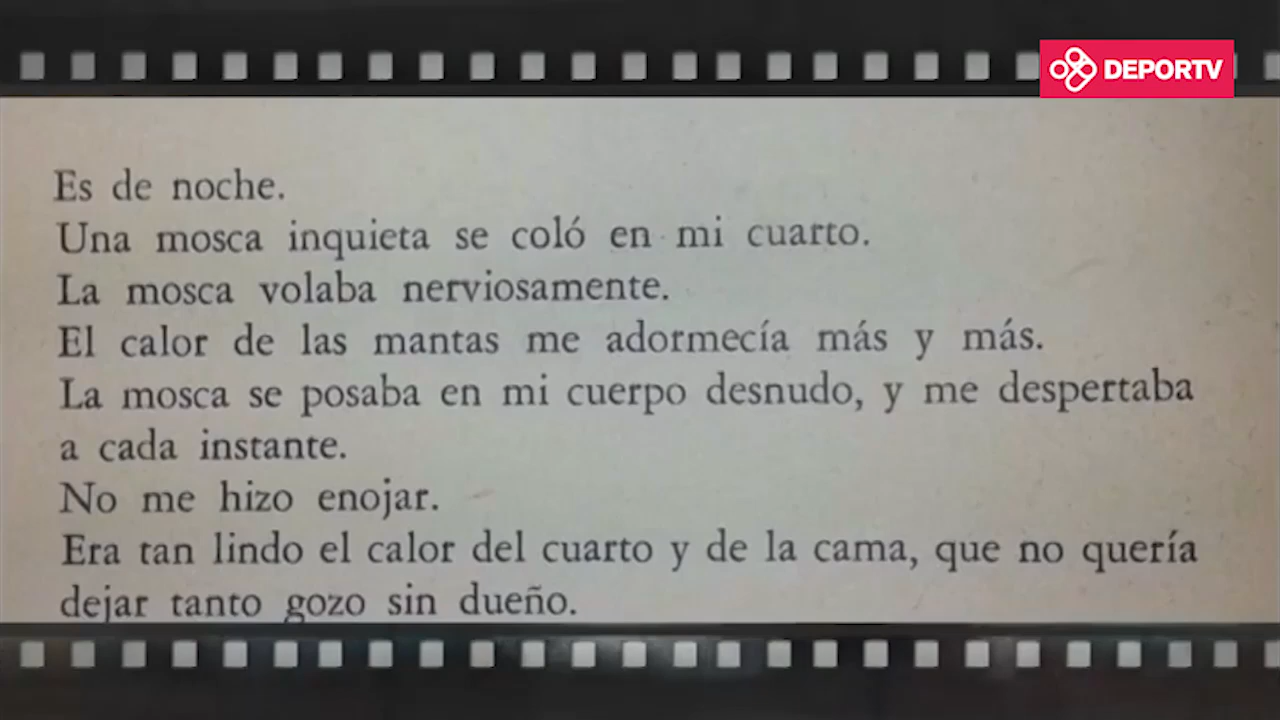 DEPORTV
Es de noche.
Una mosca inquieta se coló en mi cuarto.
La mosca volaba nerviosamente.
El calor de las mantas me adormecía más y más.
La mosca se posaba en mi cuerpo desnudo, y me despertaba
a cada instante.
No me hizo enojar.
Era tan lindo el calor del cuarto y de la cama, que no quería
dejar tanto gozo sin dueño.